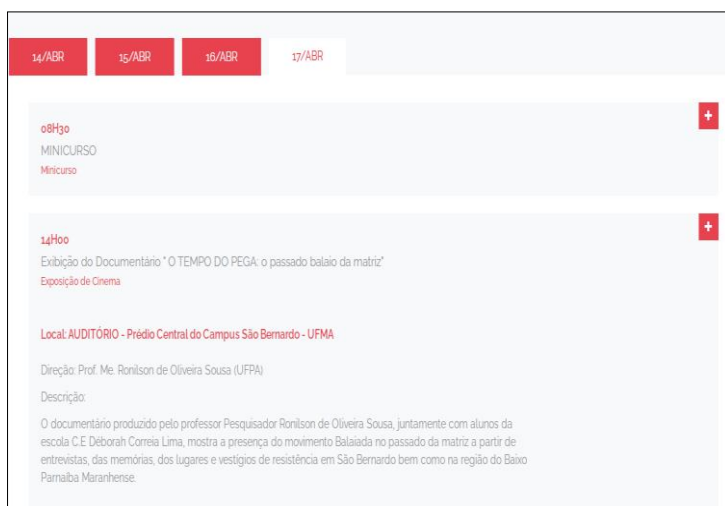 14/ABR 15/ABR 16/ABR 17/ABR
08H30
MINICURSO
Minicurso
14H00
Exibição do Documentário " O TEMPO DO PEGA: o passado balaio da matriz"
Exposição de Cinema
Local: AUDITÓRIO - Prédio Central do Campus São Bernardo - UFMA
Direção: Prof. Me. Ronilson de Oliveira Sousa (UFPA)
Descrição:
O documentário produzido pelo professor Pesquisador Ronilson de Oliveira Sousa, juntamente com alunos da
escola C.E Déborah Correia Lima, mostra a presença do movimento Balaiada no passado da matriz a partir de
entrevistas, das memórias, dos lugares e vestígios de resistência em São Bernardo bem como na região do Baixo
Parnaíba Maranhense.